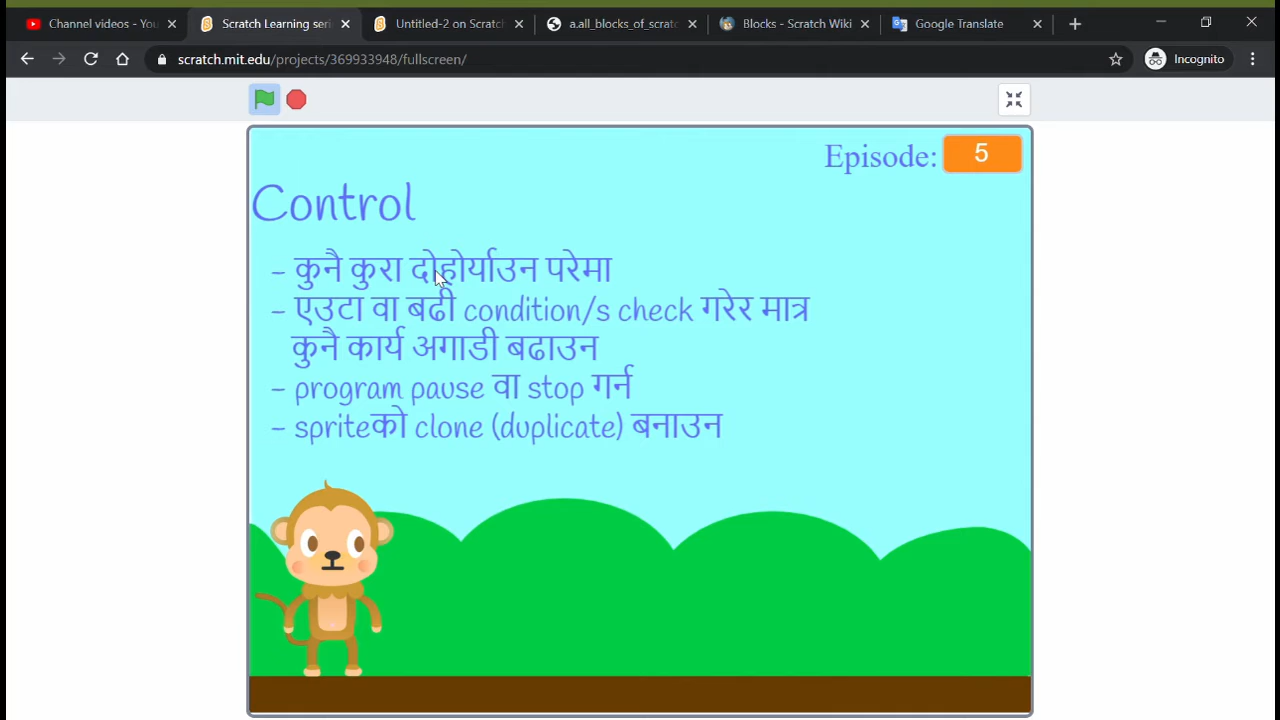 Channel videos - You
Scratch Learning seri
Untitled-2 on Scratch
a.all_blocks_of_scratc
Blocks - Scratch Wiki
Google Translate
scratch.mit.edu/projects/369933948/fullscreen/
Incognito
Episode: 5
Control
- कुनै कुरा दोहोर्याउन परेमा
- एउटा वा बढी condition/s check गरेर मात्र
कुनै कार्य अगाडी बढाउन
- program pause वा stop गर्न
- spriteको clone (duplicate) बनाउन